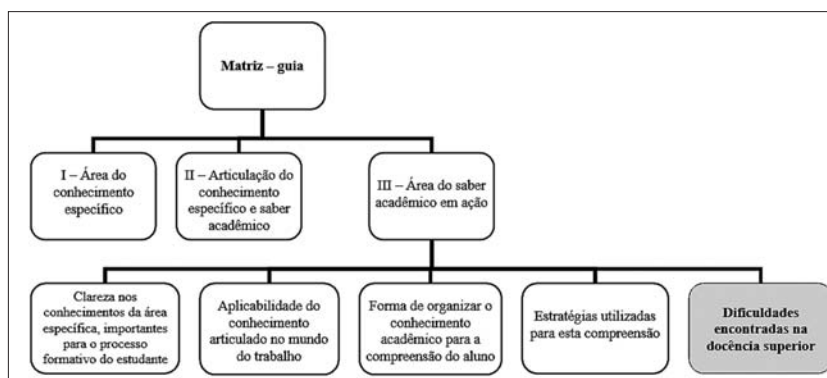 Matriz – guia
I – Área do
conhecimento
específico
II – Articulação do
conhecimento
específico e saber
acadêmico
III – Área do saber
acadêmico em ação
Clareza nos
conhecimentos da área
específica, importantes
para o processo
formativo do estudante
Aplicabilidade do
conhecimento
articulado no mundo
do trabalho
Forma de organizar o
conhecimento
acadêmico para a
compreensão do aluno
Estratégias utilizadas
para esta compreensão
Dificuldades
encontradas na
docência superior